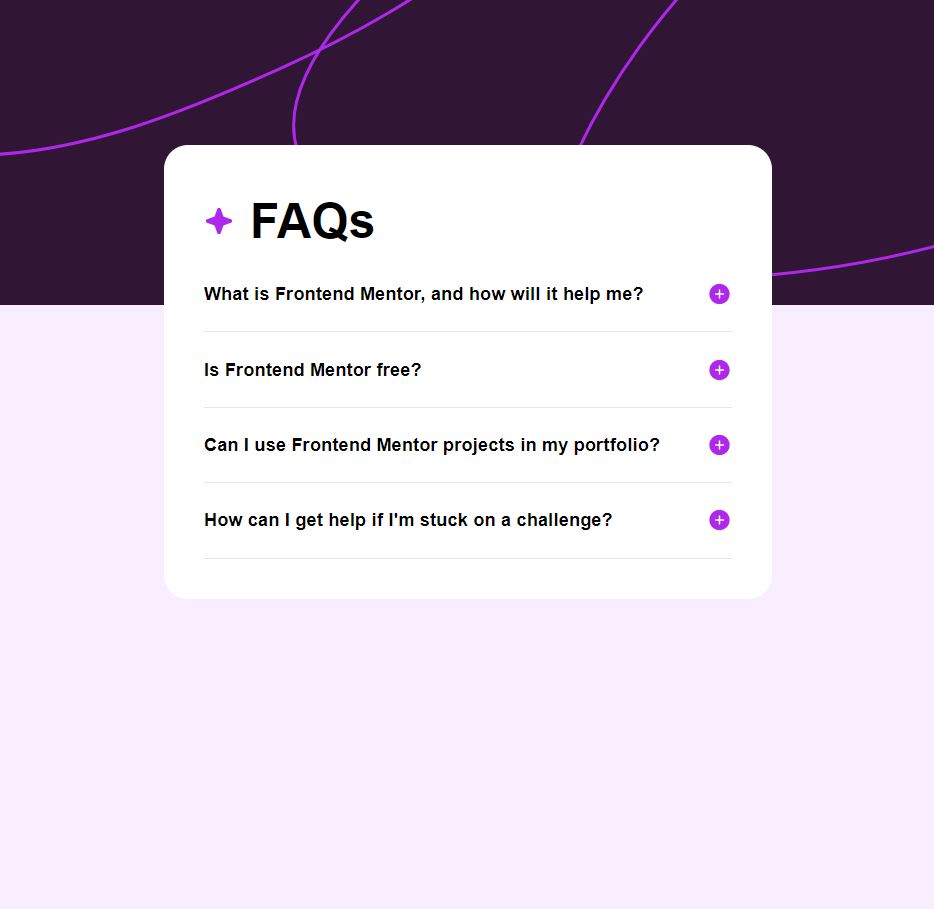 FAQs
What is Frontend Mentor, and how will it help me?
Is Frontend Mentor free?
Can I use Frontend Mentor projects in my portfolio?
How can I get help if I'm stuck on a challenge?